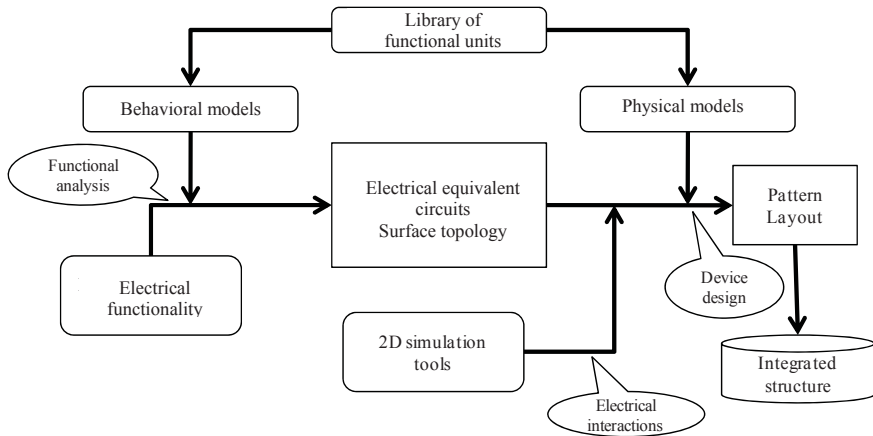 Library of
functional units
Behavioral models
Physical models
Functional
analysis
Electrical equivalent
circuits
Surface topology
Pattern
Layout
Electrical
functionality
Device
design
2D simulation
tools
Integrated
structure
Electrical
interactions